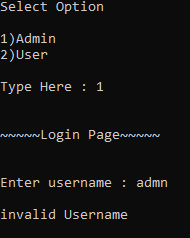 Select Option
1)Admin
2)User
Type Here : 1
~~~~~Login Page~~~~~
Enter username : admn
invalid Username